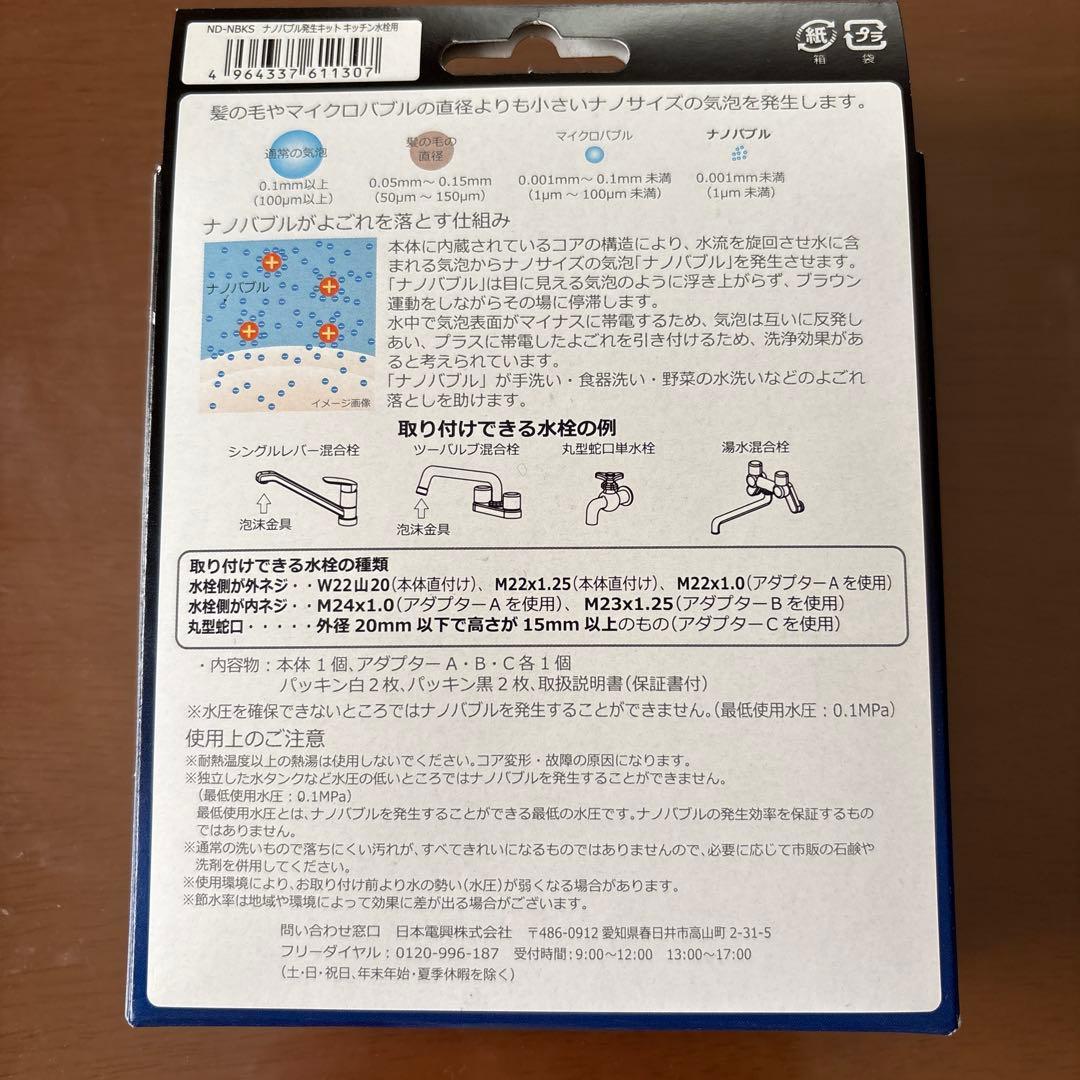 ND-NBKS ナノバブル発生キット キッチン水栓用
4 964337 611307
紙
箱
プラ
袋
髪の毛やマイクロバブルの直径よりも小さいナノサイズの気泡を発生します。
通常の気泡
0.1mm以上
(100μm以上)
髪の毛の
直径
0.05mm～0.15mm
(50μm ～ 150μm)
マイクロバブル
0.001mm～0.1mm 未満
(1μm ～ 100μm 未満)
ナノバブル
0.001mm未満
(1μm 未満)
ナノバブルがよごれを落とす仕組み
ナノバブル
イメージ画像
本体に内蔵されているコアの構造により、水流を旋回させ水に含
まれる気泡からナノサイズの気泡「ナノバブル」を発生させます。
「ナノバブル」は目に見える気泡のように浮き上がらず、ブラウン
運動をしながらその場に停滞します。
水中で気泡表面がマイナスに帯電するため、気泡は互いに反発し
あい、プラスに帯電したよごれを引き付けるため、洗浄効果があ
ると考えられています。
「ナノバブル」が手洗い・食器洗い・野菜の水洗いなどのよごれ
落としを助けます。
取り付けできる水栓の例
シングルレバー混合栓
泡沫金具
ツーバルブ混合栓
泡沫金具
丸型蛇口単水栓
湯水混合栓
取り付けできる水栓の種類
水栓側が外ネジ・・W22山20(本体直付け)、M22x1.25(本体直付け)、M22x1.0(アダプターAを使用)
水栓側が内ネジ・・M24x1.0(アダプターAを使用)、M23x1.25(アダプターBを使用)
丸型蛇口・・・・・外径20mm以下で高さが15mm以上のもの(アダプターCを使用)
・内容物：本体1個、アダプターA・B・C各1個
パッキン白2枚、パッキン黒2枚、取扱説明書(保証書付)
※水圧を確保できないところではナノバブルを発生することができません。(最低使用水圧：0.1MPa)
使用上のご注意
※耐熱温度以上の熱湯は使用しないでください。コア変形・故障の原因になります。
※独立した水タンクなど水圧の低いところではナノバブルを発生することができません。
(最低使用水圧：0.1MPa)
最低使用水圧とは、ナノバブルを発生することができる最低の水圧です。ナノバブルの発生効率を保証するもの
ではありません。
※通常の洗いもので落ちにくい汚れが、すべてきれいになるものではありませんので、必要に応じて市販の石鹸や
洗剤を併用してください。
※使用環境により、お取り付け前より水の勢い(水圧)が弱くなる場合があります。
※節水率は地域や環境によって効果に差が出る場合がございます。
問い合わせ窓口 日本電興株式会社 〒486-0912 愛知県春日井市高山町2-31-5
フリーダイヤル：0120-996-187 受付時間：9:00～12:00 13:00～17:00
(土・日・祝日、年末年始・夏季休暇を除く)